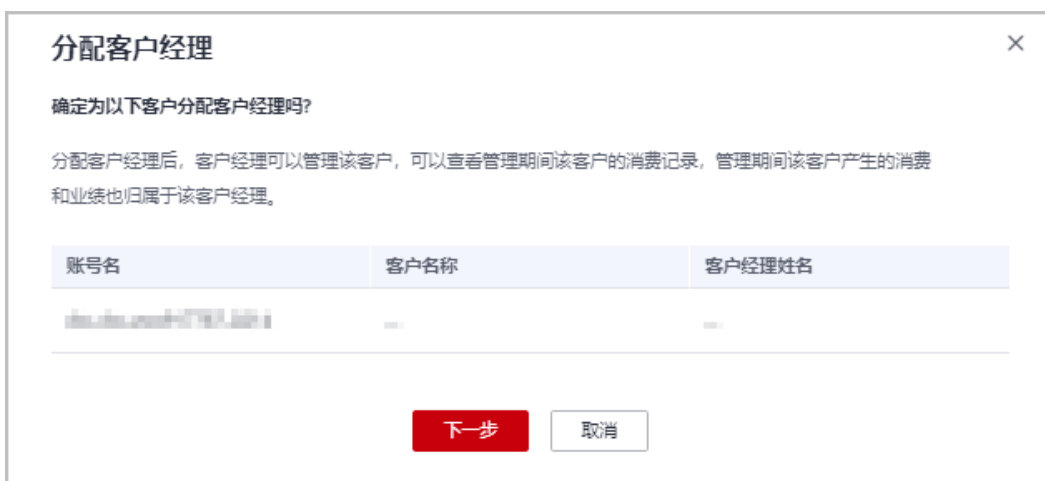 分配客户经理
确定为以下客户分配客户经理吗?
分配客户经理后，客户经理可以管理该客户，可以查看管理期间该客户的消费记录，管理期间该客户产生的消费
和业绩也归属于该客户经理。
账号名 客户名称 客户经理姓名
-- --
下一步 取消